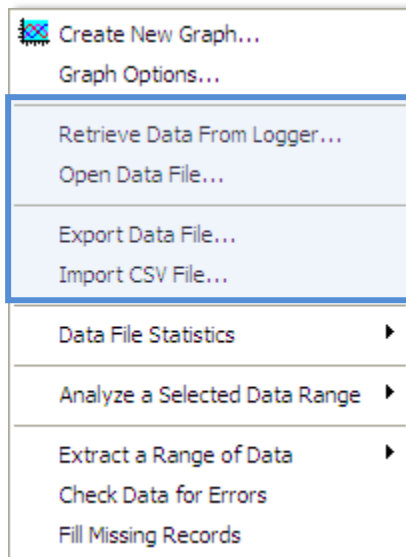 Create New Graph...
Graph Options...
Retrieve Data From Logger...
Open Data File...
Export Data File...
Import CSV File...
Data File Statistics
Analyze a Selected Data Range
Extract a Range of Data
Check Data for Errors
Fill Missing Records